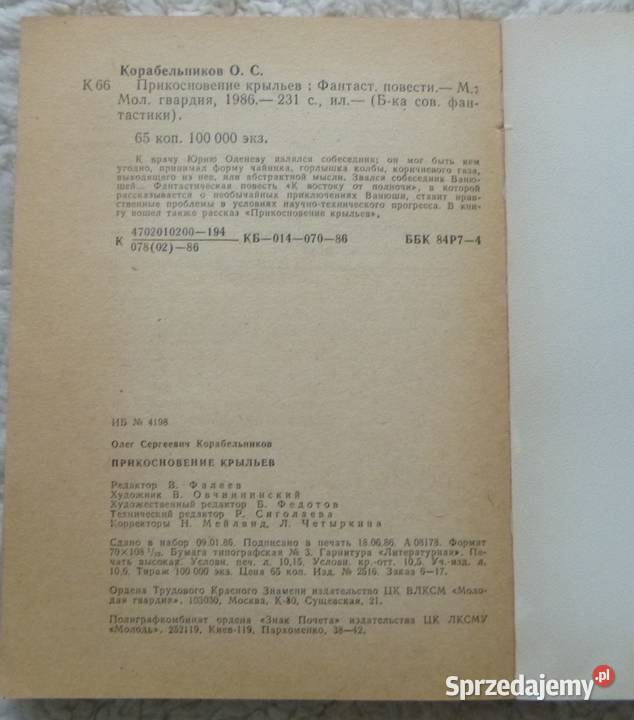 Корабельников О. С.
К 66 Прикосновение крыльев : Фантаст. повести.— М.:
Мол. гвардия, 1986.— 231 с., ил.— (Б-ка сов. фан-
тастики).
65 коп. 100 000 экз.
К врачу Юрию Оленеву являлся собеседник; он мог быть кем
угодно, принимал форму чайника, горлышка колбы, коричневого газа,
выходящего из нее, или абстрактной мысли. Звался собеседник Ванюшей... Фантастическая повесть «К востоку от полночи», в которой
рассказывается о необычайных приключениях Ванюши, ставит нрав-
ственные проблемы в условиях научно-технического прогресса. В кни-
гу вошел также рассказ «Прикосновение крыльев».
К 4702010200—194
078(02)—86 КБ—014—070—86 ББК 84Р7—4
ИБ № 4198
Олег Сергеевич Корабельников
ПРИКОСНОВЕНИЕ КРЫЛЬЕВ
Редактор В. Фалеев
Художник В. Овчининский
Художественный редактор Б. Федотов
Технический редактор Р. Сиголаева
Корректоры Н. Мейланд, Л. Четыркина
Сдано в набор 09.01.86. Подписано в печать 18.06.86. А 08173. Формат
70×108 1/32. Бумага типографская № 3. Гарнитура «Литературная». Пе-
чать высокая. Условн. печ. л. 10,15. Условн. кр.-отт. 10,5. Уч.-изд. л.
10,6. Тираж 100 000 экз. Цена 65 коп. Изд. № 2516. Заказ 6—17.
Ордена Трудового Красного Знамени издательство ЦК ВЛКСМ «Моло-
дая гвардия», 103030, Москва, К-30, Сущевская, 21.
Полиграфкомбинат ордена «Знак Почета» издательства ЦК ЛКСМУ
«Молодь», 252119, Киев-119, Пархоменко, 38—42.
Sprzedajemy.pl